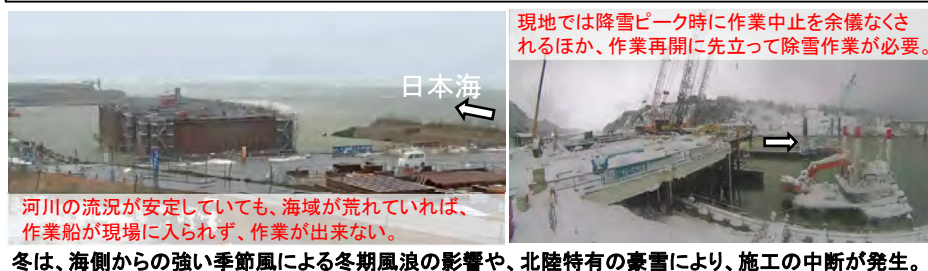 日本海
河川の流況が安定していても、海域が荒れていれば、
作業船が現場に入られず、作業が出来ない。
現地では降雪ピーク時に作業中止を余儀なくさ
れるほか、作業再開に先立って除雪作業が必要。
冬は、海側からの強い季節風による冬期風浪の影響や、北陸特有の豪雪により、施工の中断が発生。